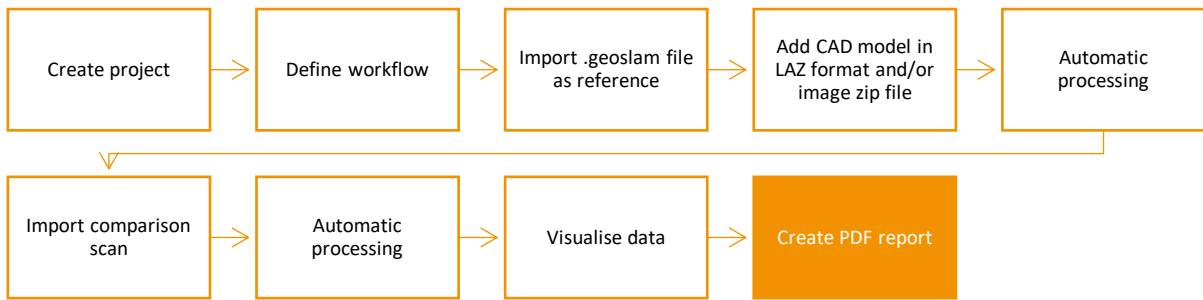 Create project
Define workflow
Import .geoslam file
as reference
Add CAD model in
LAZ format and/or
image zip file
Automatic
processing
Import comparison
scan
Automatic
processing
Visualise data
Create PDF report